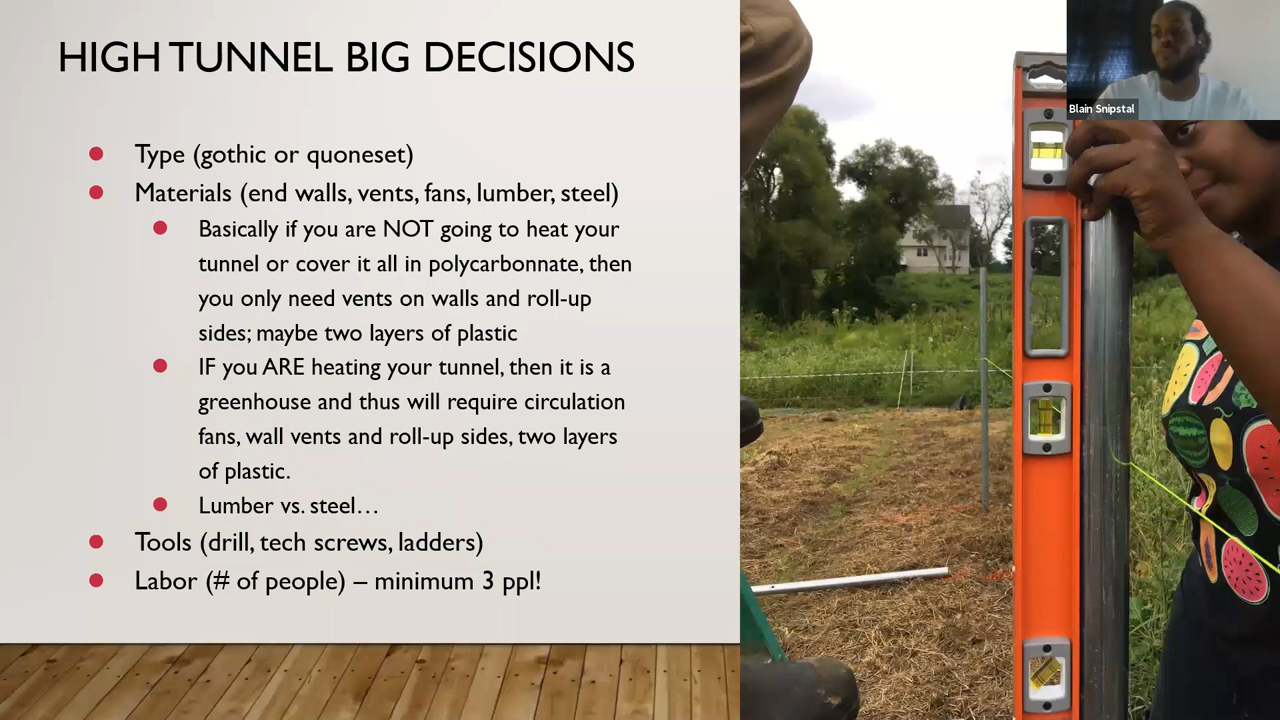 HIGH TUNNEL BIG DECISIONS
Type (gothic or quoneset)
Materials (end walls, vents, fans, lumber, steel)
Basically if you are NOT going to heat your
tunnel or cover it all in polycarbonnate, then
you only need vents on walls and roll-up
sides; maybe two layers of plastic
IF you ARE heating your tunnel, then it is a
greenhouse and thus will require circulation
fans, wall vents and roll-up sides, two layers
of plastic.
Lumber vs. steel…
Tools (drill, tech screws, ladders)
Labor (# of people) – minimum 3 ppl!
Blain Snipstal